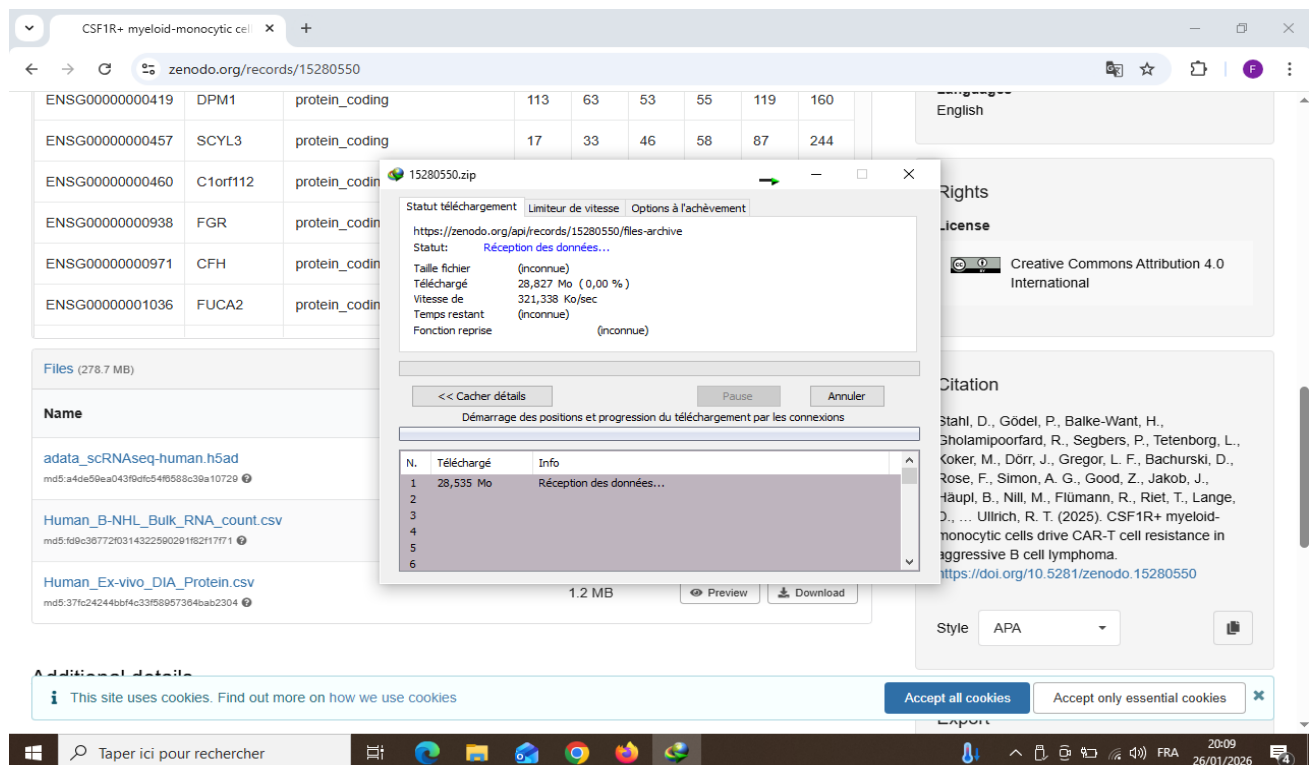 CSF1R+ myeloid-monocytic cel
zenodo.org/records/15280550
F
ENSG00000000419 DPM1 protein_coding 113 63 53 55 119 160
ENSG00000000457 SCYL3 protein_coding 17 33 46 58 87 244
ENSG00000000460 C1orf112 protein_codin
ENSG00000000938 FGR protein_codin
ENSG00000000971 CFH protein_codin
ENSG00000001036 FUCA2 protein_codin
Files (278.7 MB)
Name
adata_scRNAseq-human.h5ad
md5:a4de59ea043f9dfc54f6588c39a10729
Human_B-NHL_Bulk_RNA_count.csv
md5:fd9c36772f0314322590291f82f17f71
Human_Ex-vivo_DIA_Protein.csv
md5:37fc24244bbf4c33f58957364bab2304
1.2 MB Preview Download
Additional details
15280550.zip
Statut téléchargement Limiteur de vitesse Options à l'achèvement
https://zenodo.org/api/records/15280550/files-archive
Statut: Réception des données...
Taille fichier (inconnue)
Téléchargé 28,827 Mo ( 0,00 % )
Vitesse de 321,338 Ko/sec
Temps restant (inconnue)
Fonction reprise (inconnue)
<< Cacher détails Pause Annuler
Démarrage des positions et progression du téléchargement par les connexions
N. Téléchargé Info
1 28,535 Mo Réception des données...
2
3
4
5
6
Languages
English
Rights
License
Creative Commons Attribution 4.0
International
Citation
Stahl, D., Gödel, P., Balke-Want, H.,
Gholamipoorfard, R., Segbers, P., Tetenborg, L.,
Koker, M., Dörr, J., Gregor, L. F., Bachurski, D.,
Rose, F., Simon, A. G., Good, Z., Jakob, J.,
Häupl, B., Nill, M., Flümann, R., Riet, T., Lange,
D., … Ullrich, R. T. (2025). CSF1R+ myeloid-
monocytic cells drive CAR-T cell resistance in
aggressive B cell lymphoma.
https://doi.org/10.5281/zenodo.15280550
Style APA
Export
This site uses cookies. Find out more on how we use cookies
Accept all cookies Accept only essential cookies
Taper ici pour rechercher
FRA
20:09
26/01/2026
4